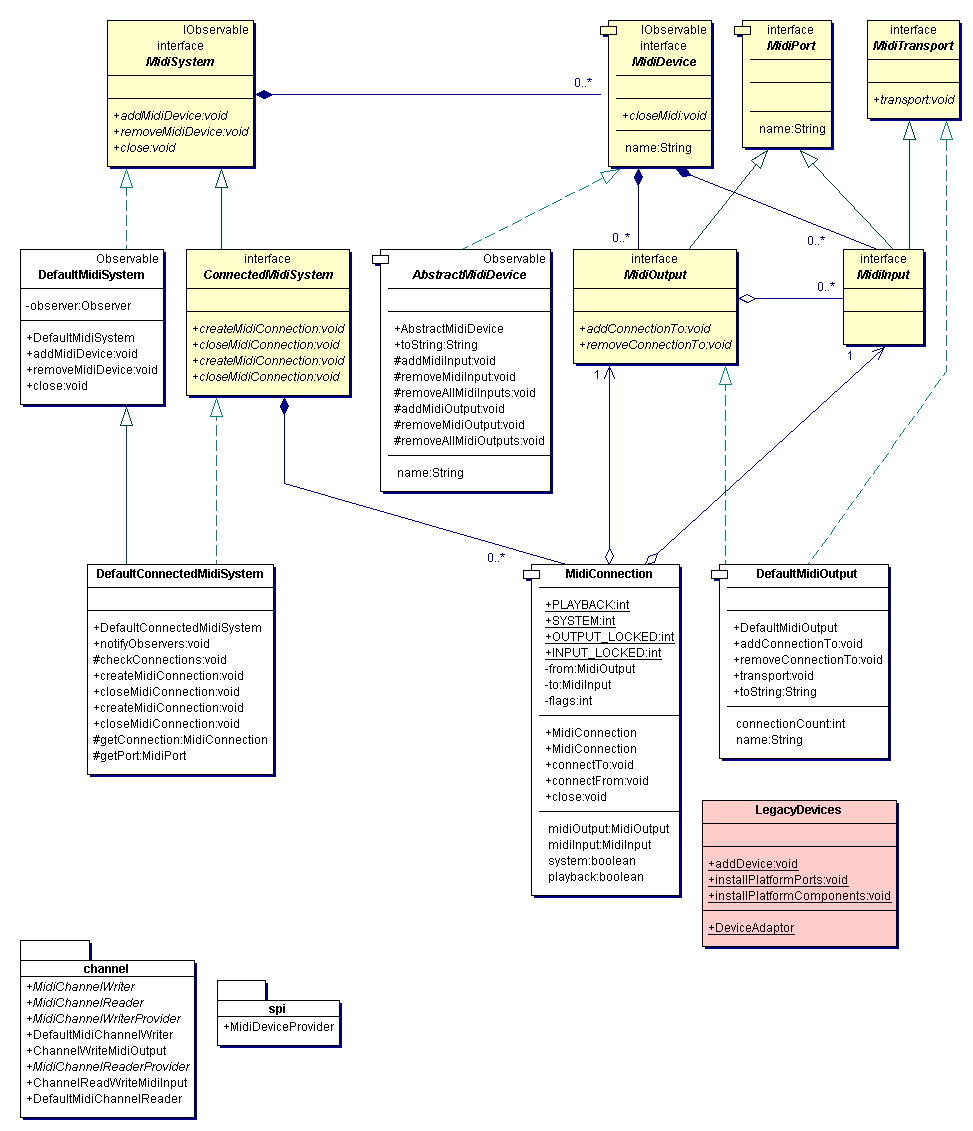 IObservable
interface
MidiSystem
+addMidiDevice:void
+removeMidiDevice:void
+close:void
0..*
IObservable
interface
MidiDevice
+closeMidi:void
name:String
interface
MidiPort
name:String
interface
MidiTransport
+transport:void
Observable
DefaultMidiSystem
-observer:Observer
+DefaultMidiSystem
+addMidiDevice:void
+removeMidiDevice:void
+close:void
interface
ConnectedMidiSystem
+createMidiConnection:void
+closeMidiConnection:void
+createMidiConnection:void
+closeMidiConnection:void
Observable
AbstractMidiDevice
+AbstractMidiDevice
+toString:String
#addMidiInput:void
#removeMidiInput:void
#removeAllMidiInputs:void
#addMidiOutput:void
#removeMidiOutput:void
#removeAllMidiOutputs:void
name:String
0..*
interface
MidiOutput
+addConnectionTo:void
+removeConnectionTo:void
0..*
0..*
interface
MidiInput
1
1
0..*
DefaultConnectedMidiSystem
+DefaultConnectedMidiSystem
+notifyObservers:void
#checkConnections:void
+createMidiConnection:void
+closeMidiConnection:void
+createMidiConnection:void
+closeMidiConnection:void
#getConnection:MidiConnection
#getPort:MidiPort
MidiConnection
+PLAYBACK:int
+SYSTEM:int
+OUTPUT_LOCKED:int
+INPUT_LOCKED:int
-from:MidiOutput
-to:MidiInput
-flags:int
+MidiConnection
+MidiConnection
+connectTo:void
+connectFrom:void
+close:void
midiOutput:MidiOutput
midiInput:MidiInput
system:boolean
playback:boolean
DefaultMidiOutput
+DefaultMidiOutput
+addConnectionTo:void
+removeConnectionTo:void
+transport:void
+toString:String
connectionCount:int
name:String
LegacyDevices
+addDevice:void
+installPlatformPorts:void
+installPlatformComponents:void
+DeviceAdaptor
channel
+MidiChannelWriter
+MidiChannelReader
+MidiChannelWriterProvider
+DefaultMidiChannelWriter
+ChannelWriteMidiOutput
+MidiChannelReaderProvider
+ChannelReadWriteMidiInput
+DefaultMidiChannelReader
spi
+MidiDeviceProvider